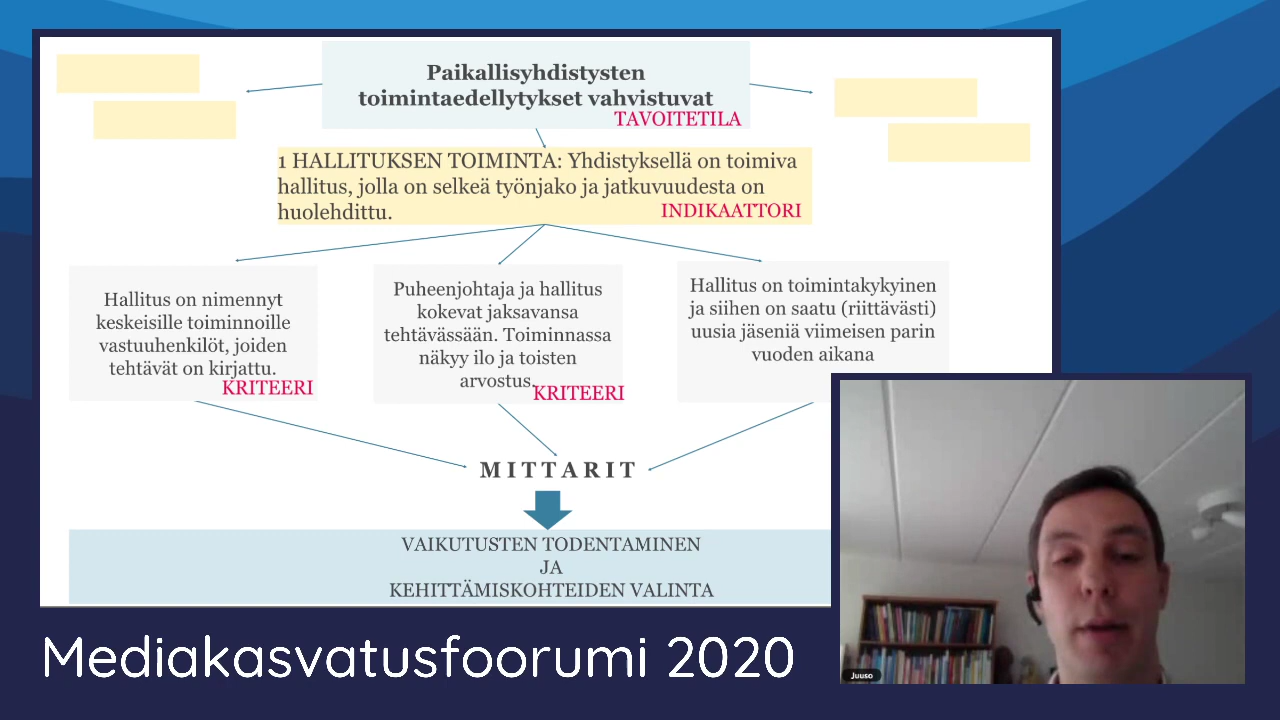 Paikallisyhdistysten
toimintaedellytykset vahvistuvat
TAVOITETILA
1 HALLITUKSEN TOIMINTA: Yhdistyksellä on toimiva
hallitus, jolla on selkeä työnjako ja jatkuvuudesta on
huolehdittu.
INDIKAATTORI
Hallitus on nimennyt
keskeisille toiminnoille
vastuuhenkilöt, joiden
tehtävät on kirjattu.
KRITEERI
Puheenjohtaja ja hallitus
kokevat jaksavansa
tehtävässään. Toiminnassa
näkyy ilo ja toisten
arvostus.
KRITEERI
Hallitus on toimintakykyinen
ja siihen on saatu (riittävästi)
uusia jäseniä viimeisen parin
vuoden aikana
MITTARIT
VAIKUTUSTEN TODENTAMINEN
JA
KEHITTÄMISKOHTEIDEN VALINTA
Juuso
Mediakasvatusfoorumi 2020